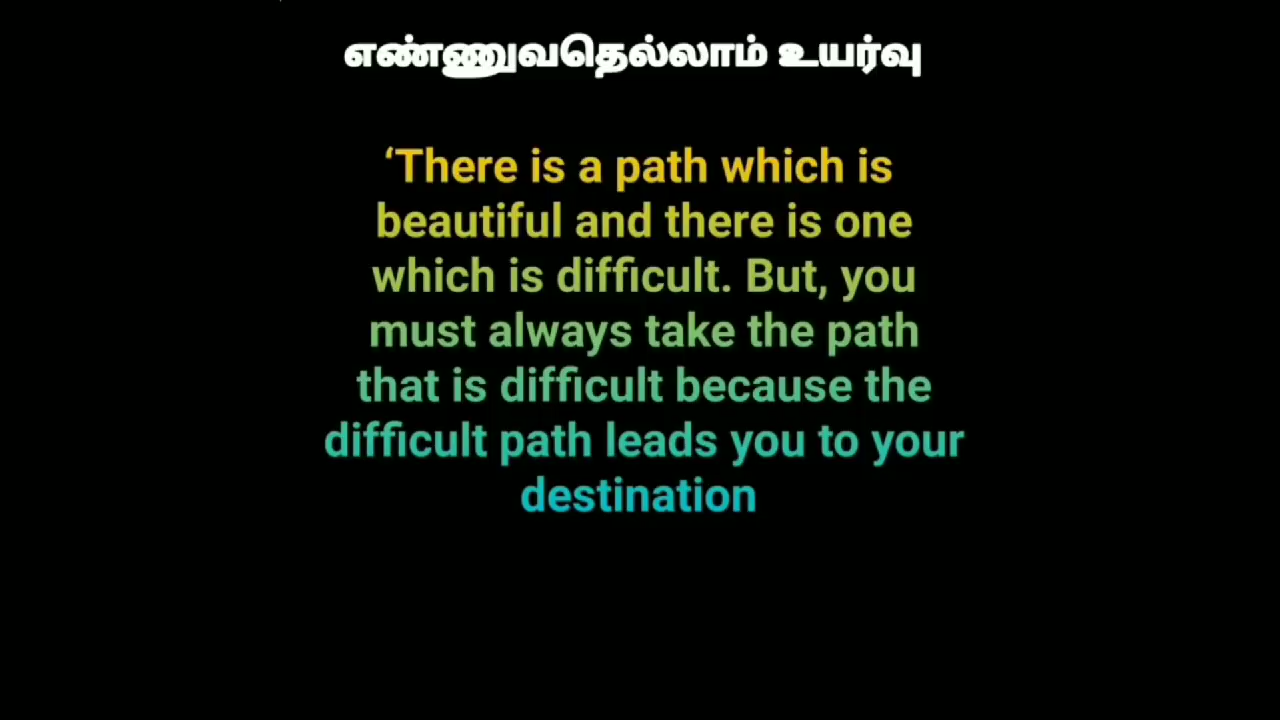 எண்ணுவதெல்லாம் உயர்வு
‘There is a path which is
beautiful and there is one
which is difficult. But, you
must always take the path
that is difficult because the
difficult path leads you to your
destination